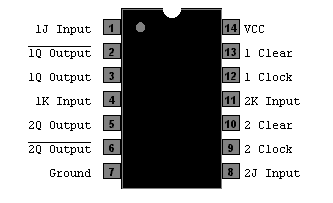 1J Input 1 14 VCC
1Q Output 2 13 1 Clear
1Q Output 3 12 1 Clock
1K Input 4 11 2K Input
2Q Output 5 10 2 Clear
2Q Output 6 9 2 Clock
Ground 7 8 2J Input